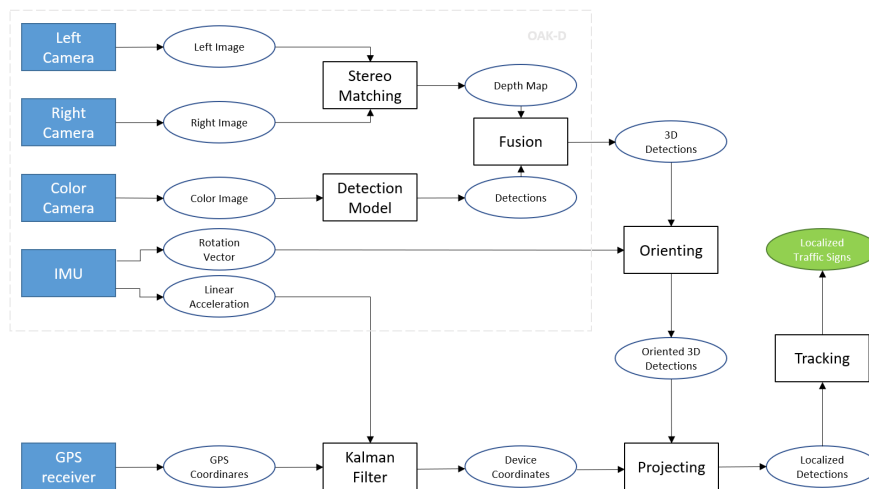 OAK-D
Left
Camera
Left Image
Stereo
Matching
Depth Map
Right
Camera
Right Image
Fusion
3D
Detections
Color
Camera
Color Image
Detection
Model
Detections
IMU
Rotation
Vector
Orienting
Localized
Traffic Signs
Linear
Acceleration
Oriented 3D
Detections
Tracking
GPS
receiver
GPS
Coordinares
Kalman
Filter
Device
Coordinates
Projecting
Localized
Detections